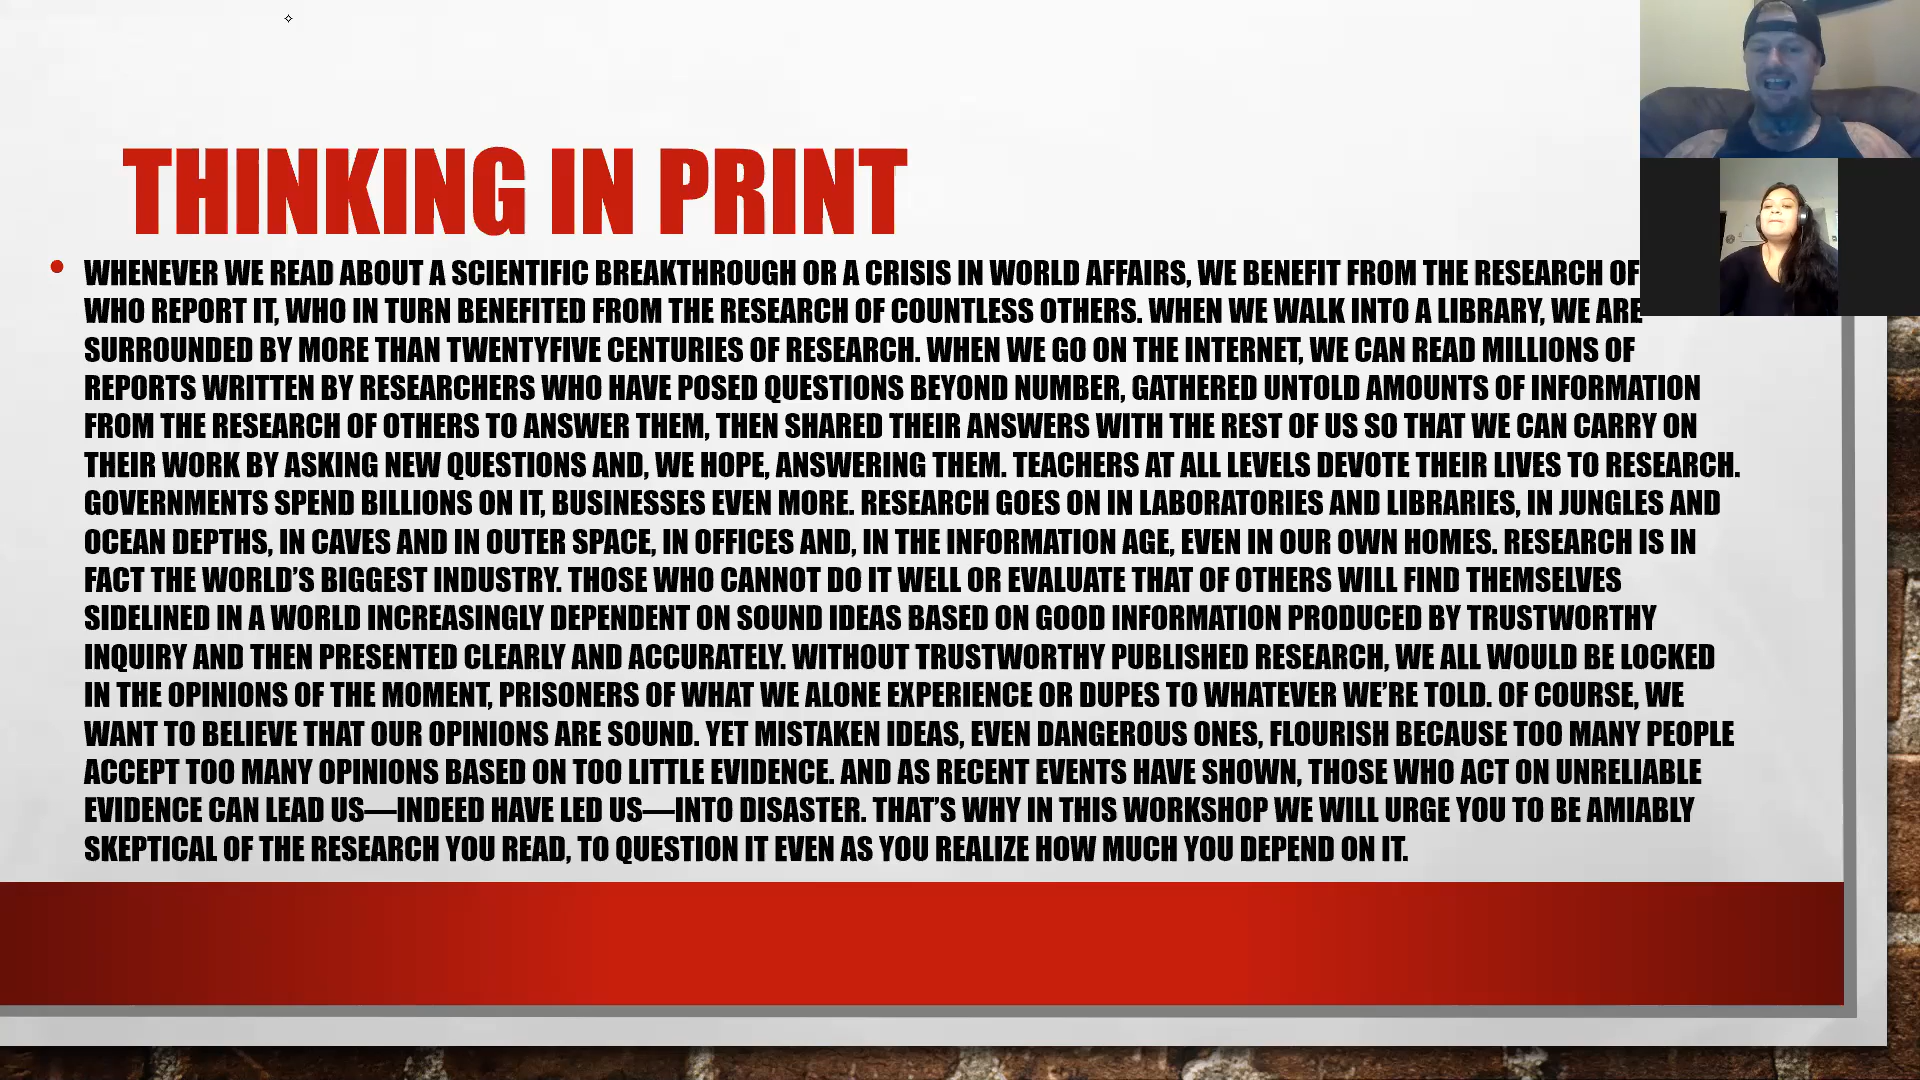 THINKING IN PRINT
• WHENEVER WE READ ABOUT A SCIENTIFIC BREAKTHROUGH OR A CRISIS IN WORLD AFFAIRS, WE BENEFIT FROM THE RESEARCH OF
WHO REPORT IT, WHO IN TURN BENEFITED FROM THE RESEARCH OF COUNTLESS OTHERS. WHEN WE WALK INTO A LIBRARY, WE ARE
SURROUNDED BY MORE THAN TWENTYFIVE CENTURIES OF RESEARCH. WHEN WE GO ON THE INTERNET, WE CAN READ MILLIONS OF
REPORTS WRITTEN BY RESEARCHERS WHO HAVE POSED QUESTIONS BEYOND NUMBER, GATHERED UNTOLD AMOUNTS OF INFORMATION
FROM THE RESEARCH OF OTHERS TO ANSWER THEM, THEN SHARED THEIR ANSWERS WITH THE REST OF US SO THAT WE CAN CARRY ON
THEIR WORK BY ASKING NEW QUESTIONS AND, WE HOPE, ANSWERING THEM. TEACHERS AT ALL LEVELS DEVOTE THEIR LIVES TO RESEARCH.
GOVERNMENTS SPEND BILLIONS ON IT, BUSINESSES EVEN MORE. RESEARCH GOES ON IN LABORATORIES AND LIBRARIES, IN JUNGLES AND
OCEAN DEPTHS, IN CAVES AND IN OUTER SPACE, IN OFFICES AND, IN THE INFORMATION AGE, EVEN IN OUR OWN HOMES. RESEARCH IS IN
FACT THE WORLD’S BIGGEST INDUSTRY. THOSE WHO CANNOT DO IT WELL OR EVALUATE THAT OF OTHERS WILL FIND THEMSELVES
SIDELINED IN A WORLD INCREASINGLY DEPENDENT ON SOUND IDEAS BASED ON GOOD INFORMATION PRODUCED BY TRUSTWORTHY
INQUIRY AND THEN PRESENTED CLEARLY AND ACCURATELY. WITHOUT TRUSTWORTHY PUBLISHED RESEARCH, WE ALL WOULD BE LOCKED
IN THE OPINIONS OF THE MOMENT, PRISONERS OF WHAT WE ALONE EXPERIENCE OR DUPES TO WHATEVER WE’RE TOLD. OF COURSE, WE
WANT TO BELIEVE THAT OUR OPINIONS ARE SOUND. YET MISTAKEN IDEAS, EVEN DANGEROUS ONES, FLOURISH BECAUSE TOO MANY PEOPLE
ACCEPT TOO MANY OPINIONS BASED ON TOO LITTLE EVIDENCE. AND AS RECENT EVENTS HAVE SHOWN, THOSE WHO ACT ON UNRELIABLE
EVIDENCE CAN LEAD US—INDEED HAVE LED US—INTO DISASTER. THAT’S WHY IN THIS WORKSHOP WE WILL URGE YOU TO BE AMIABLY
SKEPTICAL OF THE RESEARCH YOU READ, TO QUESTION IT EVEN AS YOU REALIZE HOW MUCH YOU DEPEND ON IT.